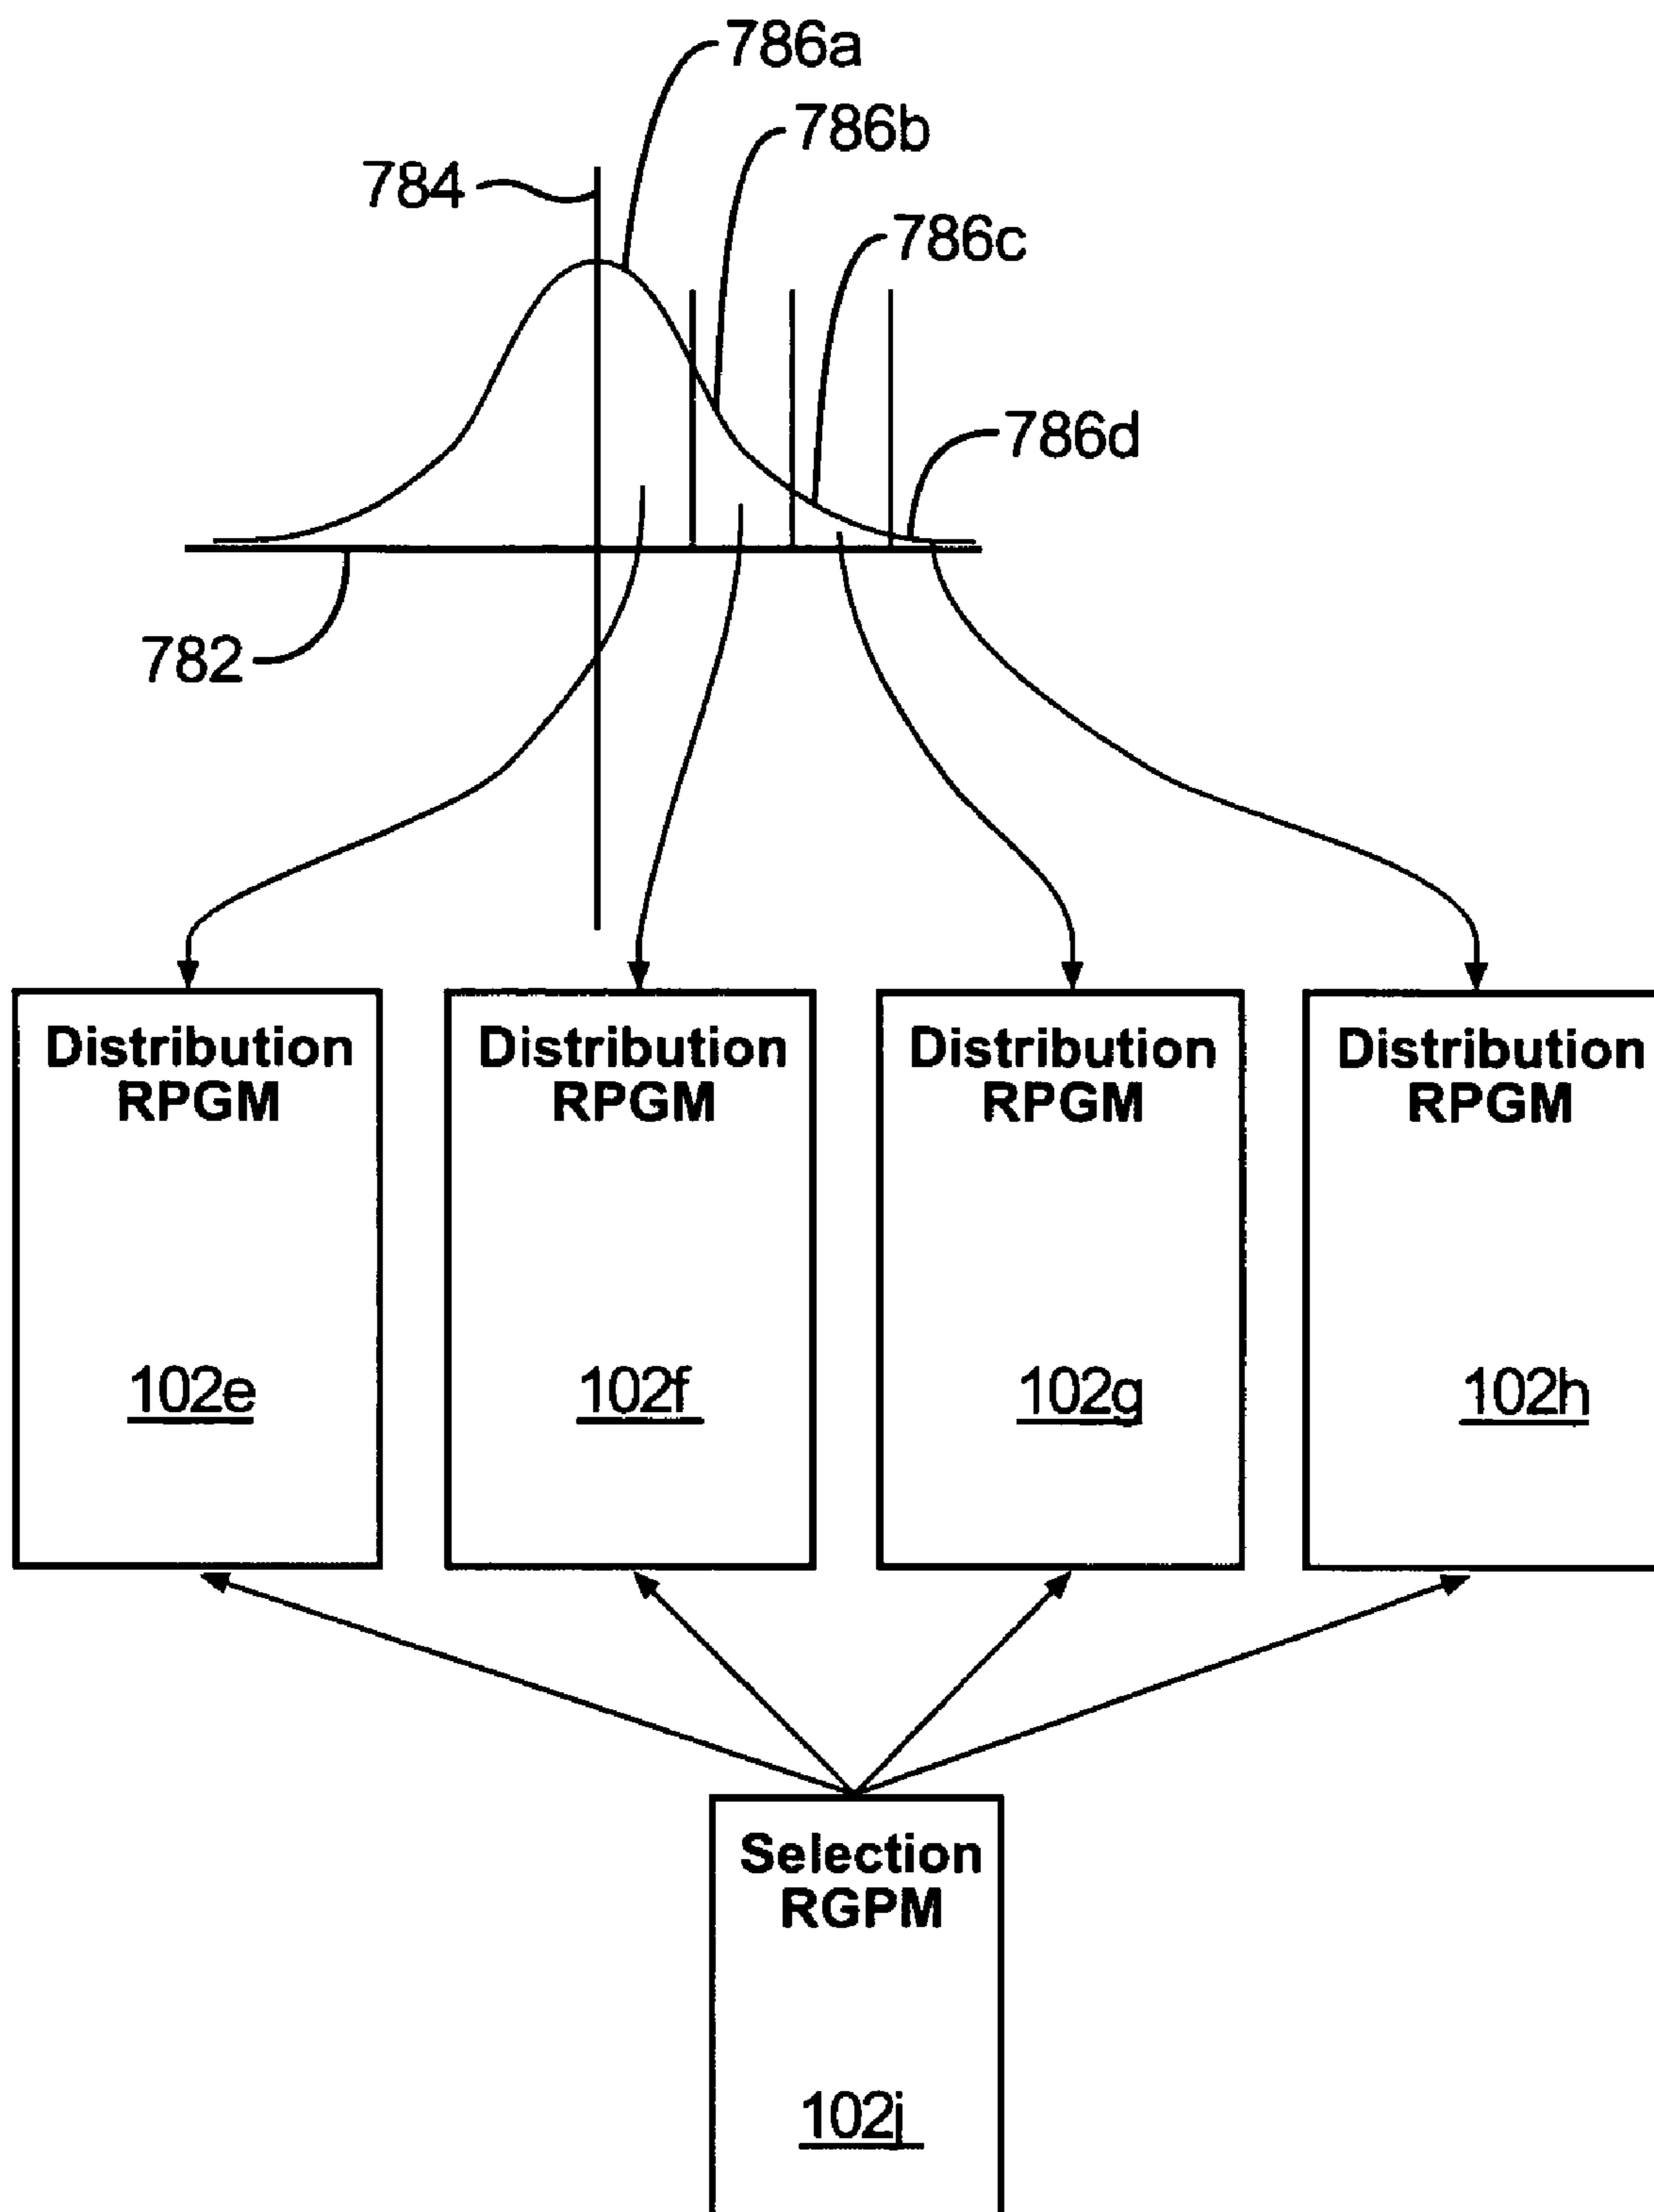 786a
786b
784
786c
786d
782
Distribution
RPGM
102e
Distribution
RPGM
102f
Distribution
RPGM
102g
Distribution
RPGM
102h
Selection
RGPM
102j